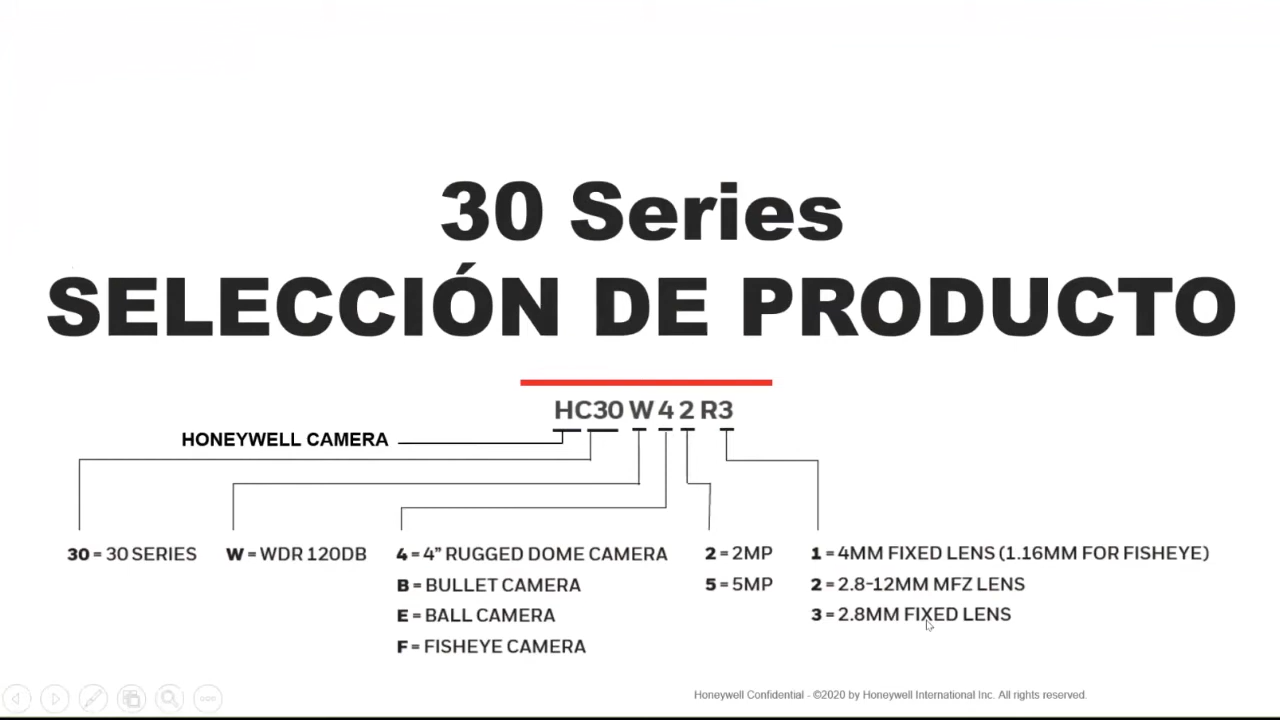 30 Series
SELECCIÓN DE PRODUCTO
HC30 W 4 2 R3
HONEYWELL CAMERA
30 = 30 SERIES
W = WDR 120DB
4 = 4” RUGGED DOME CAMERA
B = BULLET CAMERA
E = BALL CAMERA
F = FISHEYE CAMERA
2 = 2MP
5 = 5MP
1 = 4MM FIXED LENS (1.16MM FOR FISHEYE)
2 = 2.8-12MM MFZ LENS
3 = 2.8MM FIXED LENS
Honeywell Confidential - ©2020 by Honeywell International Inc. All rights reserved.